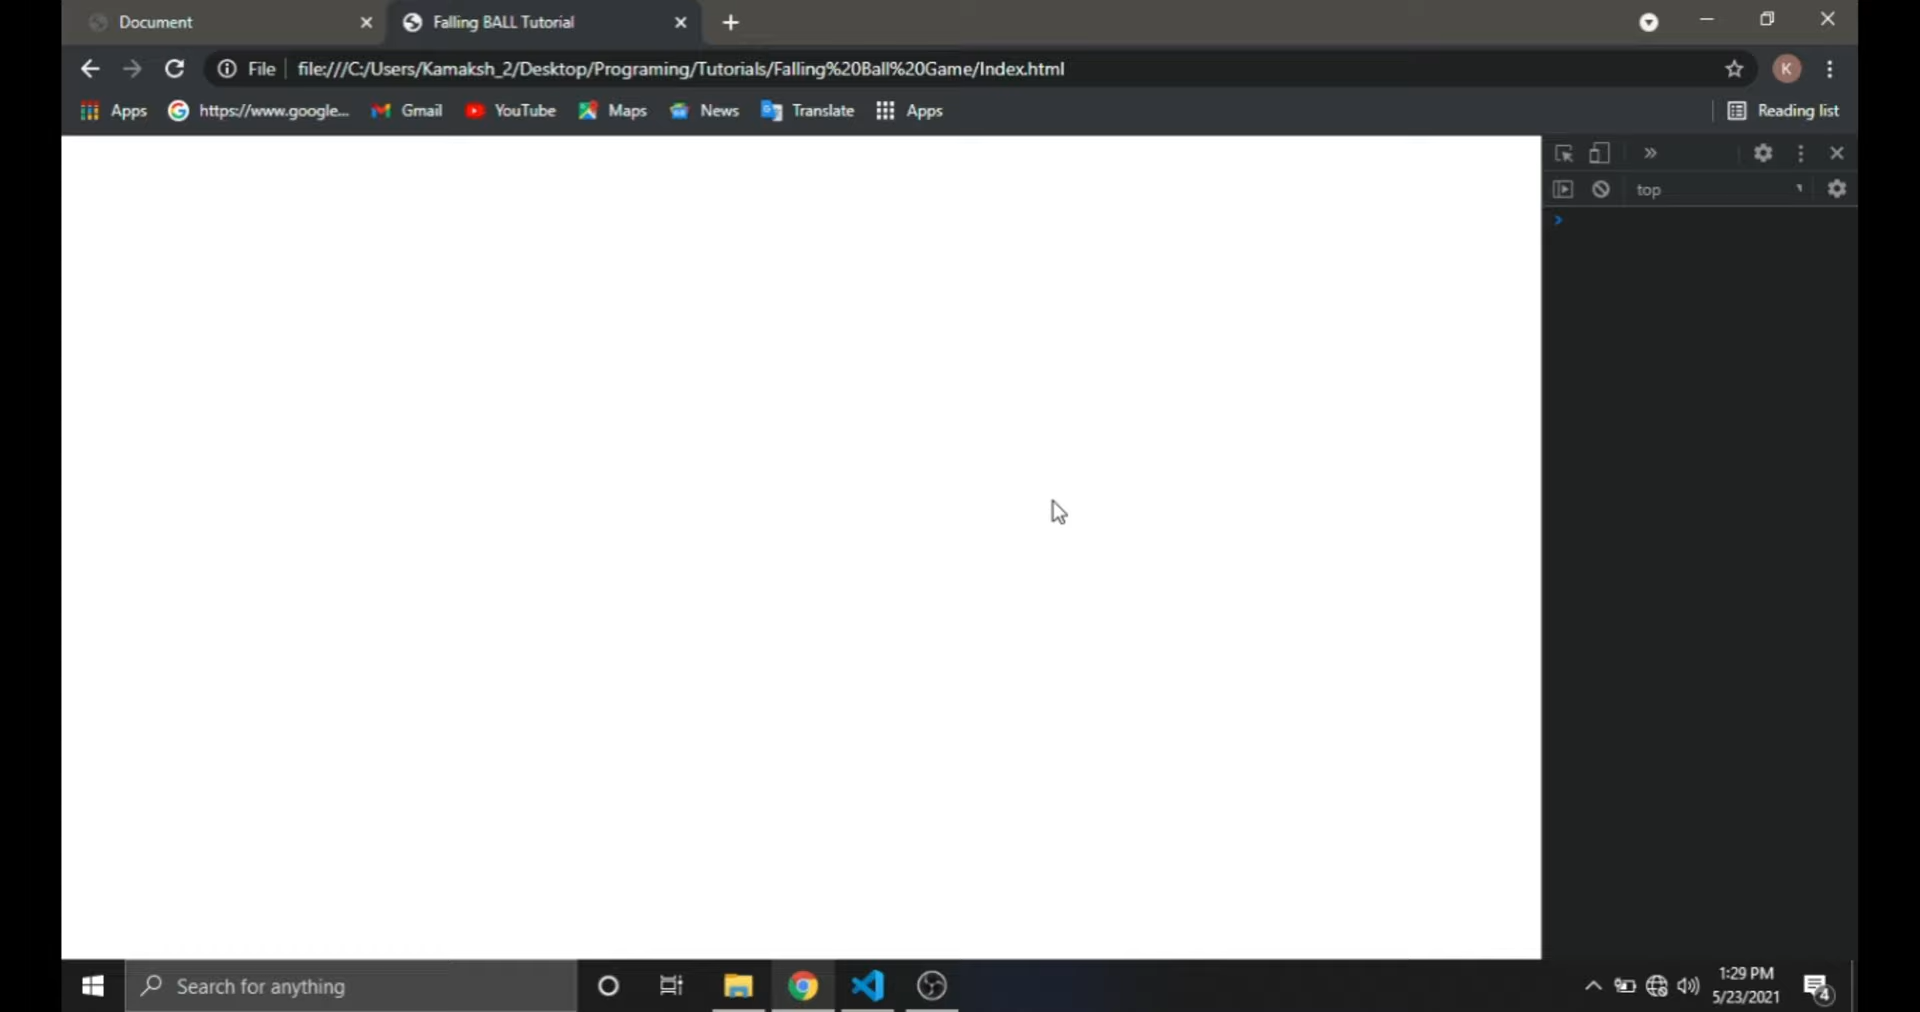 Document
Falling BALL Tutorial
File
file:///C:/Users/Kamaksh_2/Desktop/Programing/Tutorials/Falling%20Ball%20Game/Index.html
K
Apps
https://www.google...
Gmail
YouTube
Maps
News
Translate
Apps
Reading list
top
Search for anything
1:29 PM
5/23/2021
4